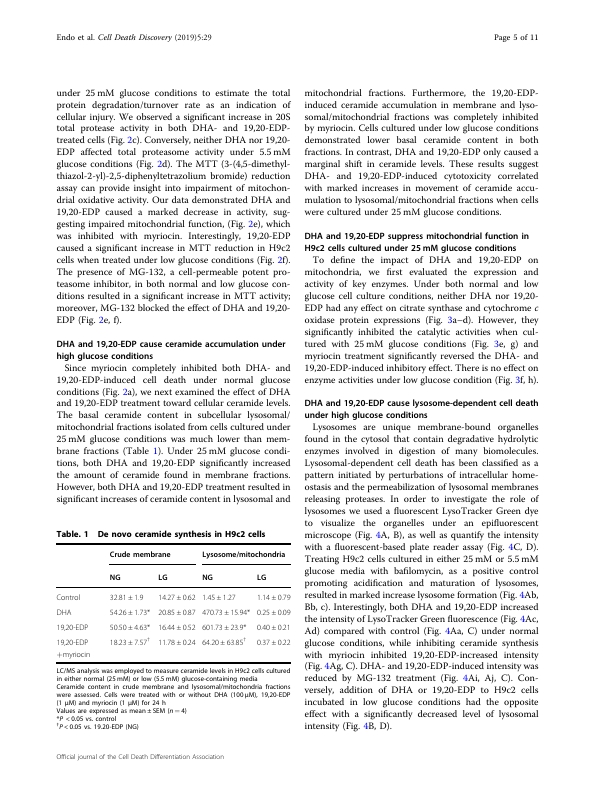 Endo et al. Cell Death Discovery (2019)5:29
Page 5 of 11
under 25 mM glucose conditions to estimate the total
protein degradation/turnover rate as an indication of
cellular injury. We observed a significant increase in 20S
total protease activity in both DHA- and 19,20-EDP-
treated cells (Fig. 2c). Conversely, neither DHA nor 19,20-
EDP affected total proteasome activity under 5.5 mM
glucose conditions (Fig. 2d). The MTT (3-(4,5-dimethyl-
thiazol-2-yl)-2,5-diphenyltetrazolium bromide) reduction
assay can provide insight into impairment of mitochon-
drial oxidative activity. Our data demonstrated DHA and
19,20-EDP caused a marked decrease in activity, sug-
gesting impaired mitochondrial function, (Fig. 2e), which
was inhibited with myriocin. Interestingly, 19,20-EDP
caused a significant increase in MTT reduction in H9c2
cells when treated under low glucose conditions (Fig. 2f).
The presence of MG-132, a cell-permeable potent pro-
teasome inhibitor, in both normal and low glucose con-
ditions resulted in a significant increase in MTT activity;
moreover, MG-132 blocked the effect of DHA and 19,20-
EDP (Fig. 2e, f).
DHA and 19,20-EDP cause ceramide accumulation under
high glucose conditions
Since myriocin completely inhibited both DHA- and
19,20-EDP-induced cell death under normal glucose
conditions (Fig. 2a), we next examined the effect of DHA
and 19,20-EDP treatment toward cellular ceramide levels.
The basal ceramide content in subcellular lysosomal/
mitochondrial fractions isolated from cells cultured under
25 mM glucose conditions was much lower than mem-
brane fractions (Table 1). Under 25 mM glucose condi-
tions, both DHA and 19,20-EDP significantly increased
the amount of ceramide found in membrane fractions.
However, both DHA and 19,20-EDP treatment resulted in
significant increases of ceramide content in lysosomal and
Table. 1 De novo ceramide synthesis in H9c2 cells
Crude membrane Lysosome/mitochondria
NG LG NG LG
Control 32.81 ± 1.9 14.27 ± 0.62 1.45 ± 1.27 1.14 ± 0.79
DHA 54.26 ± 1.73* 20.85 ± 0.87 470.73 ± 15.94* 0.25 ± 0.09
19,20-EDP 50.50 ± 4.63* 16.44 ± 0.52 601.73 ± 23.9* 0.40 ± 0.21
19,20-EDP 18.23 ± 7.57† 11.78 ± 0.24 64.20 ± 63.85† 0.37 ± 0.22
+myriocin
LC/MS analysis was employed to measure ceramide levels in H9c2 cells cultured
in either normal (25 mM) or low (5.5 mM) glucose-containing media
Ceramide content in crude membrane and lysosomal/mitochondria fractions
were assessed. Cells were treated with or without DHA (100 μM), 19,20-EDP
(1 μM) and myriocin (1 μM) for 24 h
Values are expressed as mean ± SEM (n = 4)
*P < 0.05 vs. control
†P < 0.05 vs. 19.20-EDP (NG)
mitochondrial fractions. Furthermore, the 19,20-EDP-
induced ceramide accumulation in membrane and lyso-
somal/mitochondrial fractions was completely inhibited
by myriocin. Cells cultured under low glucose conditions
demonstrated lower basal ceramide content in both
fractions. In contrast, DHA and 19,20-EDP only caused a
marginal shift in ceramide levels. These results suggest
DHA- and 19,20-EDP-induced cytotoxicity correlated
with marked increases in movement of ceramide accu-
mulation to lysosomal/mitochondrial fractions when cells
were cultured under 25 mM glucose conditions.
DHA and 19,20-EDP suppress mitochondrial function in
H9c2 cells cultured under 25 mM glucose conditions
To define the impact of DHA and 19,20-EDP on
mitochondria, we first evaluated the expression and
activity of key enzymes. Under both normal and low
glucose cell culture conditions, neither DHA nor 19,20-
EDP had any effect on citrate synthase and cytochrome c
oxidase protein expressions (Fig. 3a–d). However, they
significantly inhibited the catalytic activities when cul-
tured with 25 mM glucose conditions (Fig. 3e, g) and
myriocin treatment significantly reversed the DHA- and
19,20-EDP-induced inhibitory effect. There is no effect on
enzyme activities under low glucose condition (Fig. 3f, h).
DHA and 19,20-EDP cause lysosome-dependent cell death
under high glucose conditions
Lysosomes are unique membrane-bound organelles
found in the cytosol that contain degradative hydrolytic
enzymes involved in digestion of many biomolecules.
Lysosomal-dependent cell death has been classified as a
pattern initiated by perturbations of intracellular home-
ostasis and the permeabilization of lysosomal membranes
releasing proteases. In order to investigate the role of
lysosomes we used a fluorescent LysoTracker Green dye
to visualize the organelles under an epifluorescent
microscope (Fig. 4A, B), as well as quantify the intensity
with a fluorescent-based plate reader assay (Fig. 4C, D).
Treating H9c2 cells cultured in either 25 mM or 5.5 mM
glucose media with bafilomycin, as a positive control
promoting acidification and maturation of lysosomes,
resulted in marked increase lysosome formation (Fig. 4Ab,
Bb, c). Interestingly, both DHA and 19,20-EDP increased
the intensity of LysoTracker Green fluorescence (Fig. 4Ac,
Ad) compared with control (Fig. 4Aa, C) under normal
glucose conditions, while inhibiting ceramide synthesis
with myriocin inhibited 19,20-EDP-increased intensity
(Fig. 4Ag, C). DHA- and 19,20-EDP-induced intensity was
reduced by MG-132 treatment (Fig. 4Ai, Aj, C). Con-
versely, addition of DHA or 19,20-EDP to H9c2 cells
incubated in low glucose conditions had the opposite
effect with a significantly decreased level of lysosomal
intensity (Fig. 4B, D).
Official journal of the Cell Death Differentiation Association